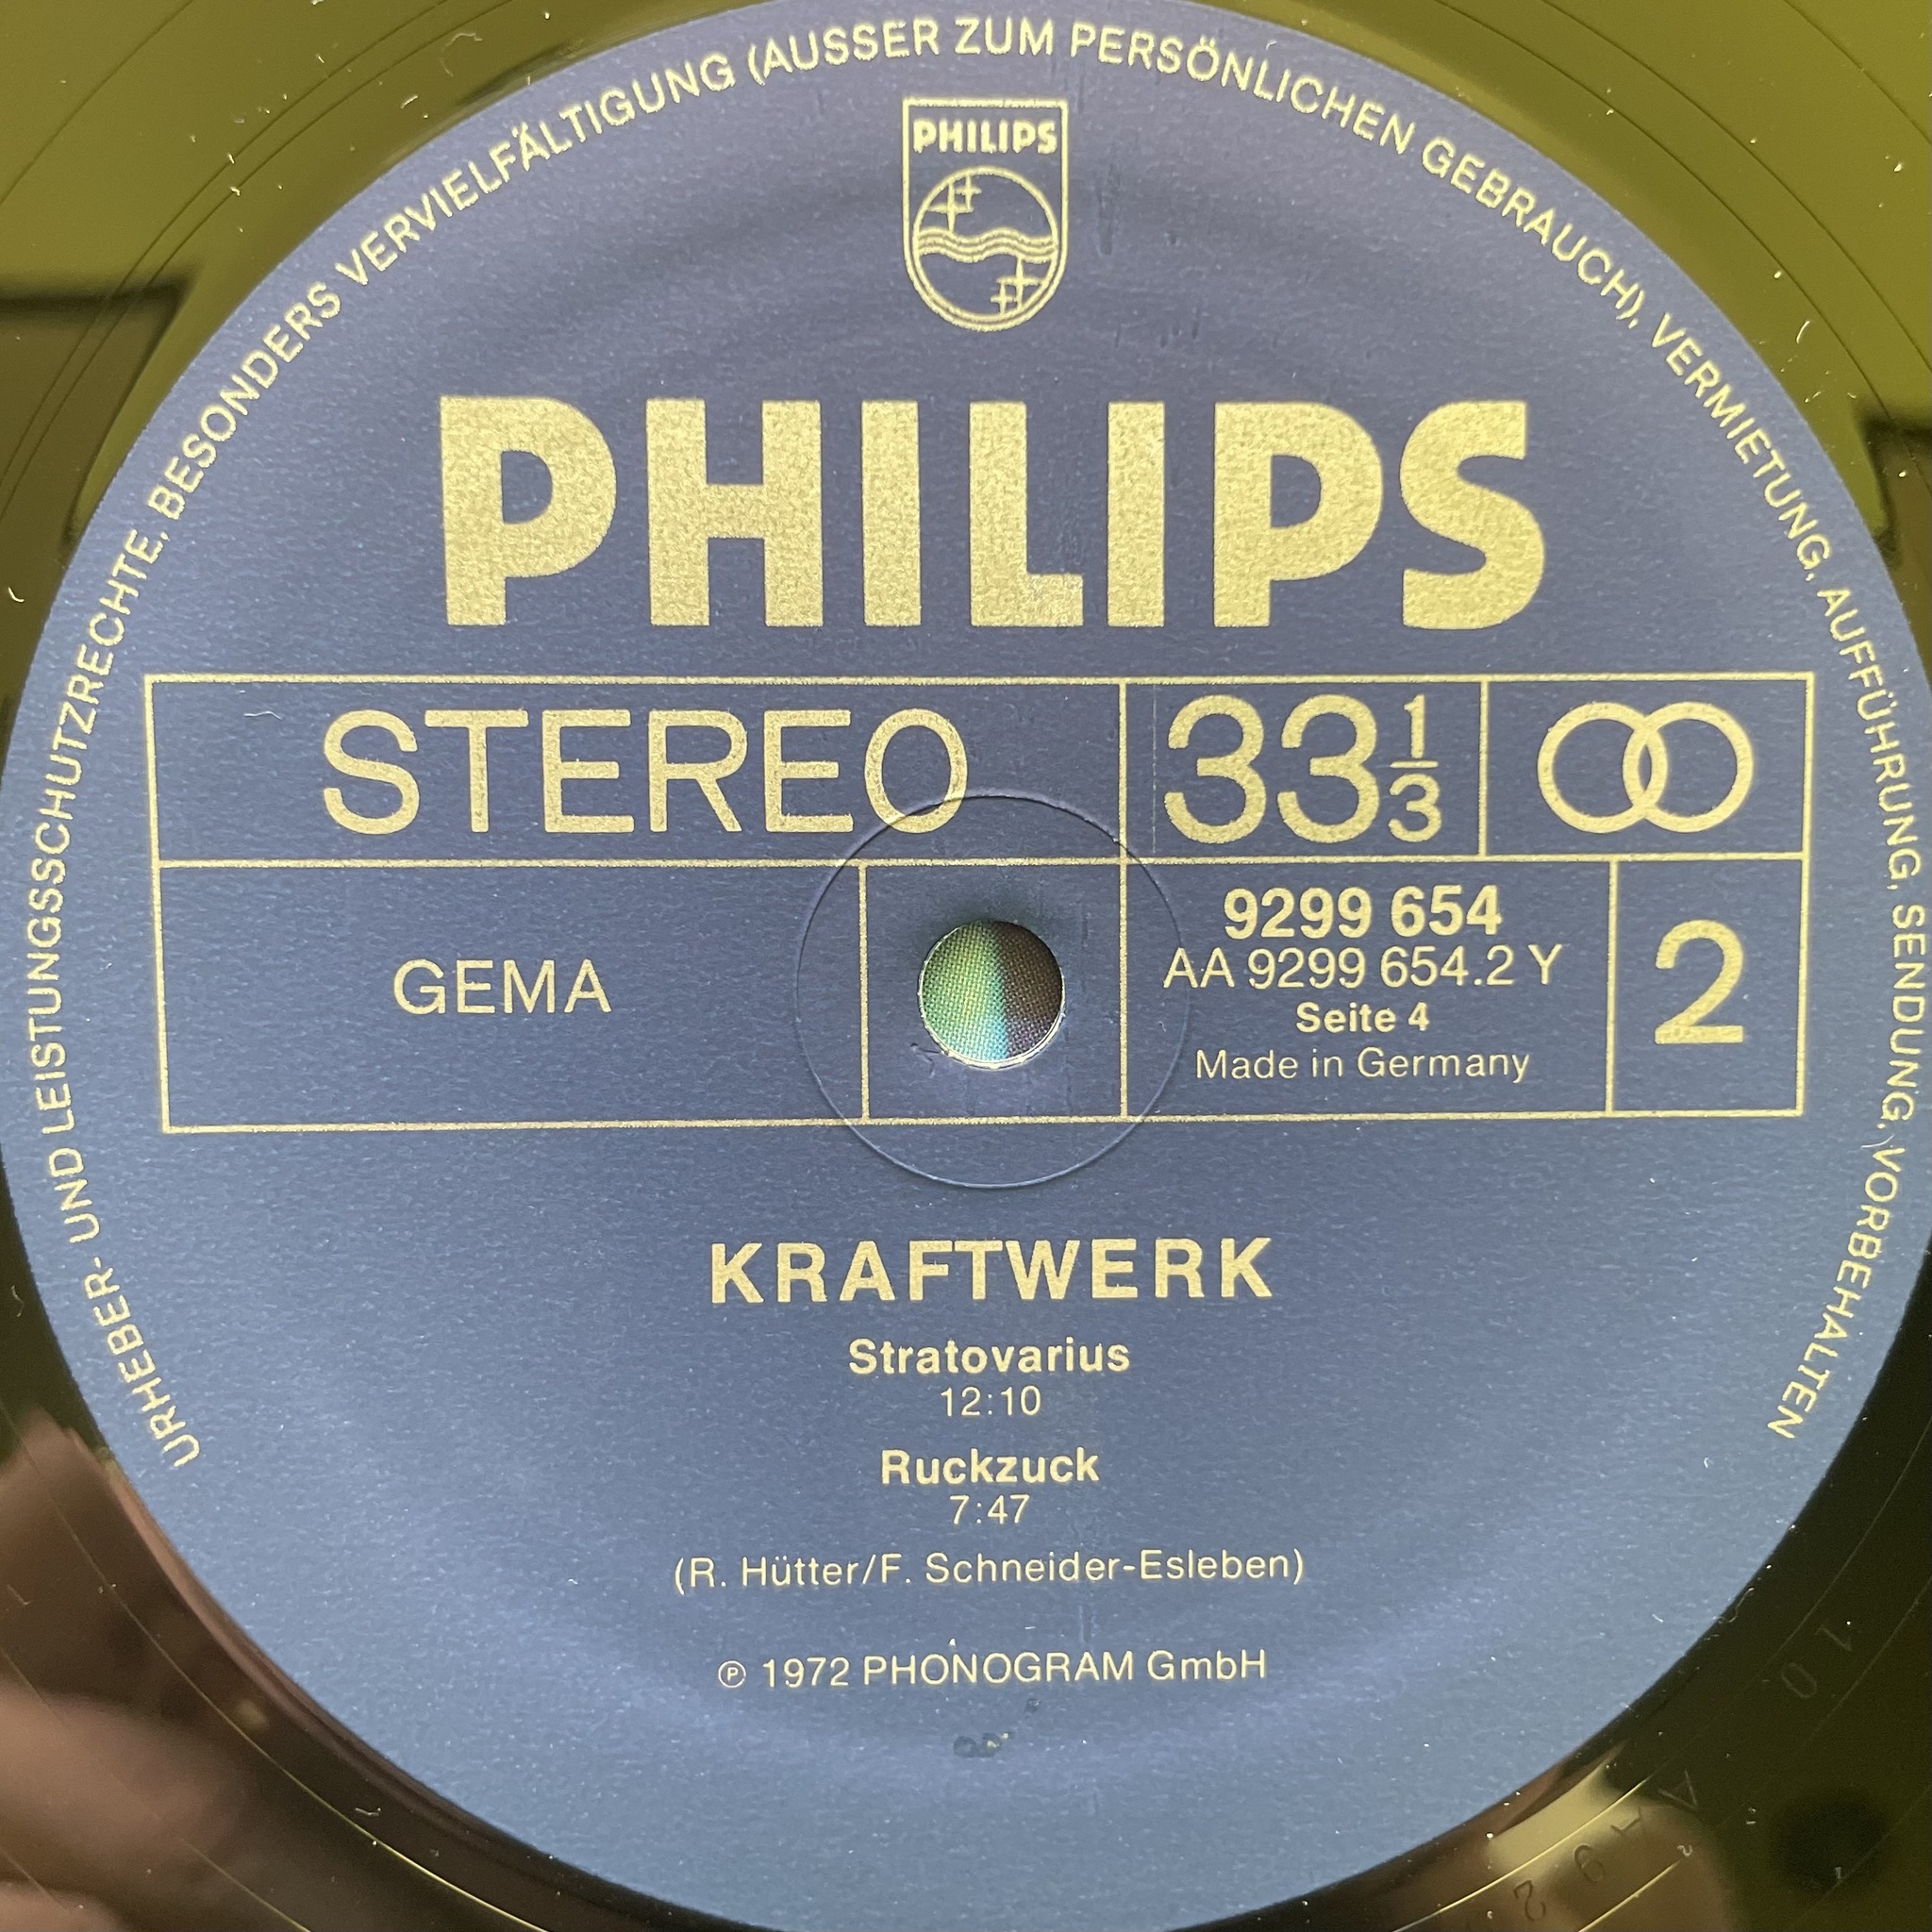 URHEBER- UND LEISTUNGSSCHUTZRECHTE, BESONDERS VERVIELFÄLTIGUNG (AUSSER ZUM PERSÖNLICHEN GEBRAUCH), VERMIETUNG, AUFFÜHRUNG, SENDUNG, VORBEHALTEN
PHILIPS
PHILIPS
STEREO
33 1/3
GEMA
9299 654
AA 9299 654.2 Y
Seite 4
Made in Germany
2
KRAFTWERK
Stratovarius
12:10
Ruckzuck
7:47
(R. Hütter/F. Schneider-Esleben)
℗ 1972 PHONOGRAM GmbH